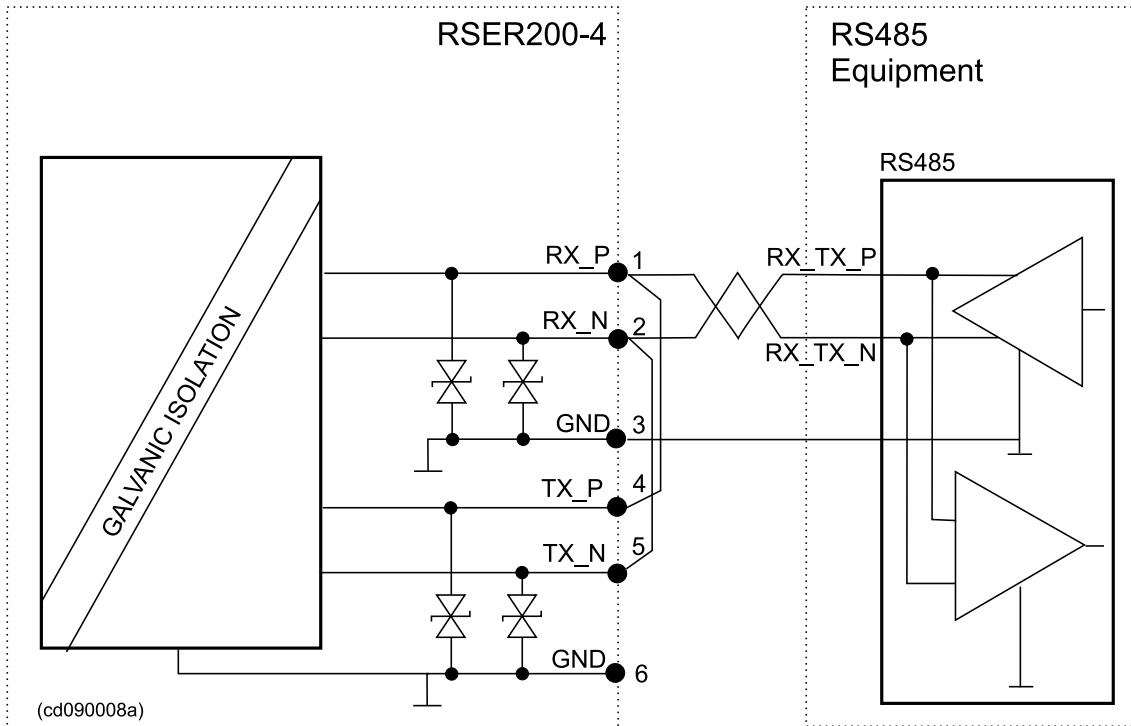 RSER200-4
RS485
Equipment
RS485
GALVANIC ISOLATION
RX_P
1
RX_TX_P
RX_N
2
RX_TX_N
GND
3
TX_P
4
TX_N
5
GND
6
(cd090008a)